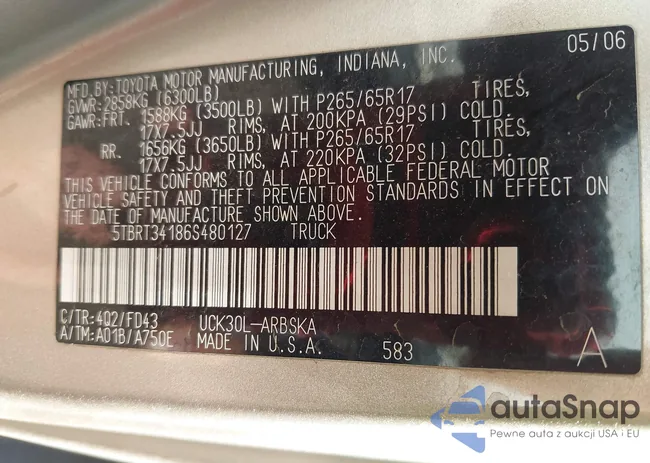 MFD. BY: TOYOTA MOTOR MANUFACTURING, INDIANA, INC. 05/06
GVWR: 2858KG (6300LB)
GAWR: FRT. 1588KG (3500LB) WITH P265/65R17 TIRES,
17X7.5JJ RIMS, AT 200KPA (29PSI) COLD.
RR. 1656KG (3650LB) WITH P265/65R17 TIRES,
17X7.5JJ RIMS, AT 220KPA (32PSI) COLD.
THIS VEHICLE CONFORMS TO ALL APPLICABLE FEDERAL MOTOR
VEHICLE SAFETY AND THEFT PREVENTION STANDARDS IN EFFECT ON
THE DATE OF MANUFACTURE SHOWN ABOVE.
5TBRT34186S480127 TRUCK
C/TR: 4Q2/FD43 UCK30L-ARBSKA
A/TM: A01B/A750E MADE IN U.S.A. 583 A
autaSnap
Pewne auta z aukcji USA i EU